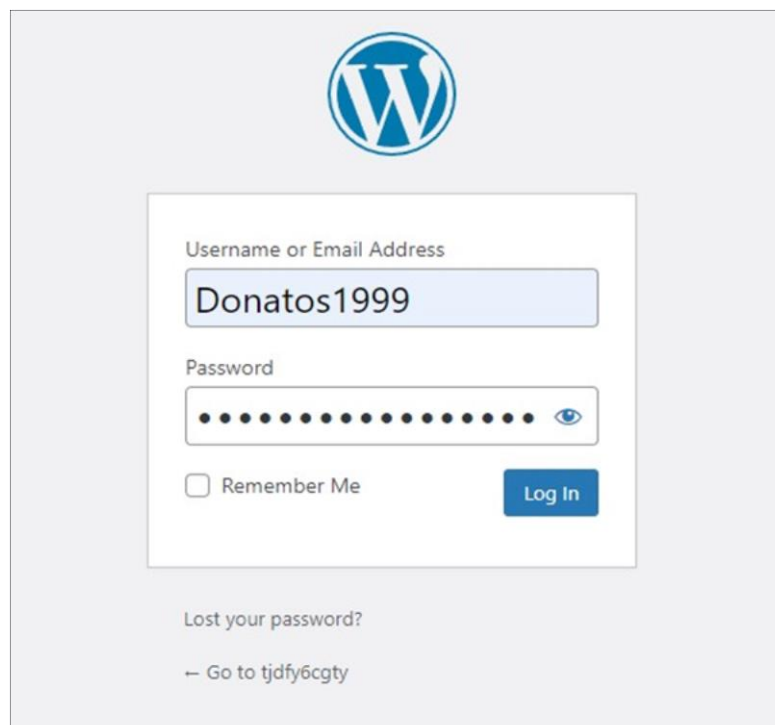 Username or Email Address
Donatos1999
Password
•••••••••••••••••
Remember Me
Log In
Lost your password?
← Go to tjdfy6cgty